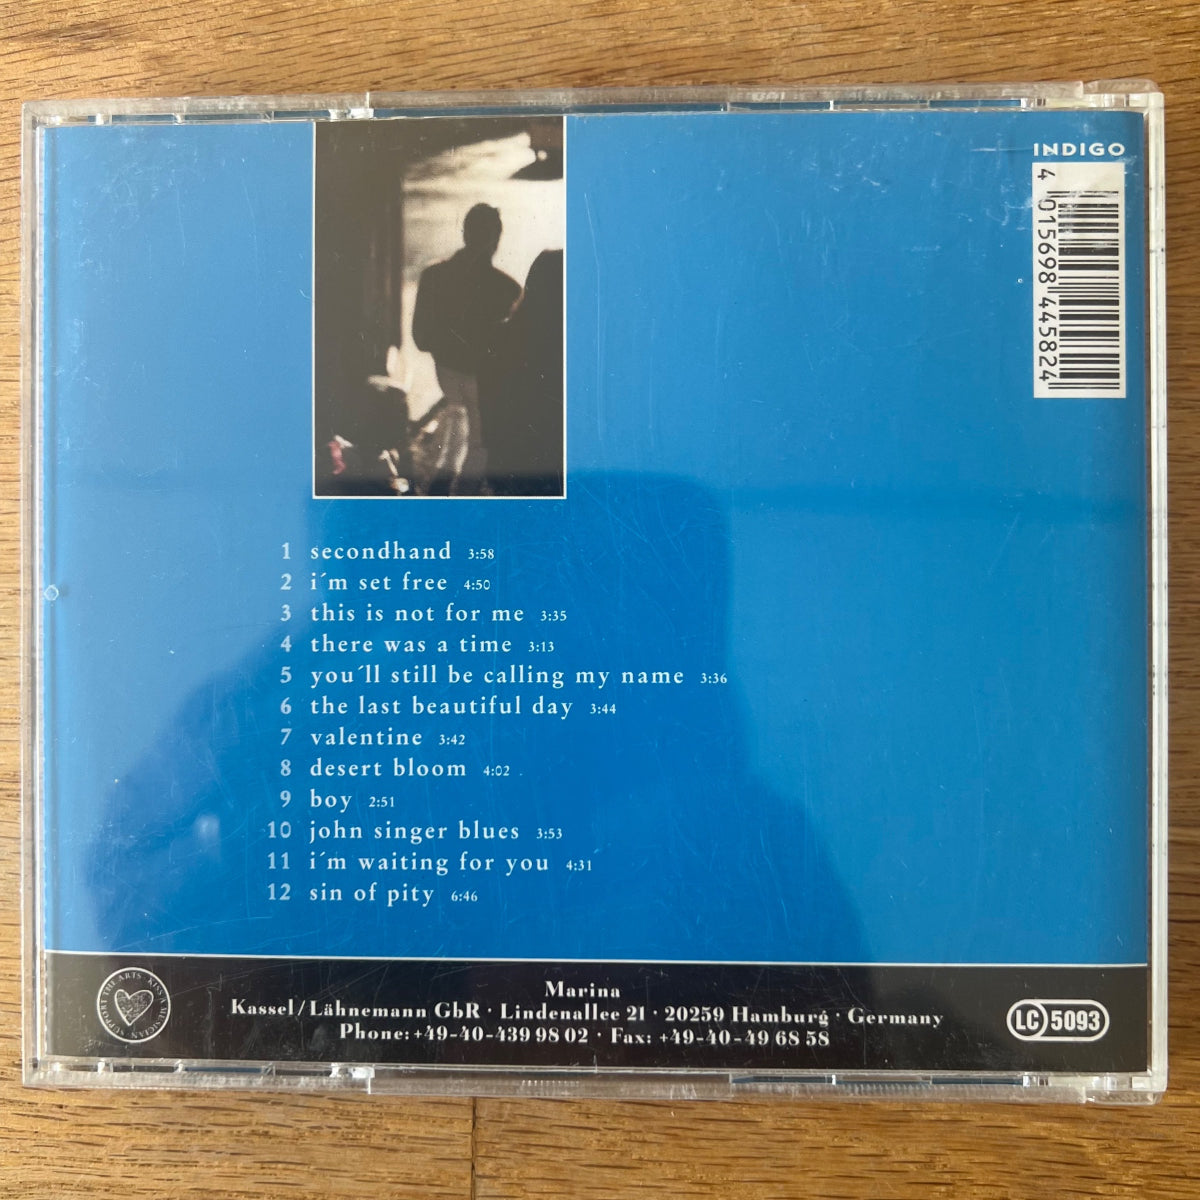 INDIGO
4 015698 445824
1 secondhand 3:58
2 i´m set free 4:50
3 this is not for me 3:35
4 there was a time 3:13
5 you´ll still be calling my name 3:36
6 the last beautiful day 3:44
7 valentine 3:42
8 desert bloom 4:02
9 boy 2:51
10 john singer blues 3:53
11 i´m waiting for you 4:31
12 sin of pity 6:46
SUPPORT THE ARTS · KISS A MUSICIAN
Marina
Kassel/Lähnemann GbR · Lindenallee 21 · 20259 Hamburg · Germany
Phone: +49-40-439 98 02 · Fax: +49-40-49 68 58
LC 5093